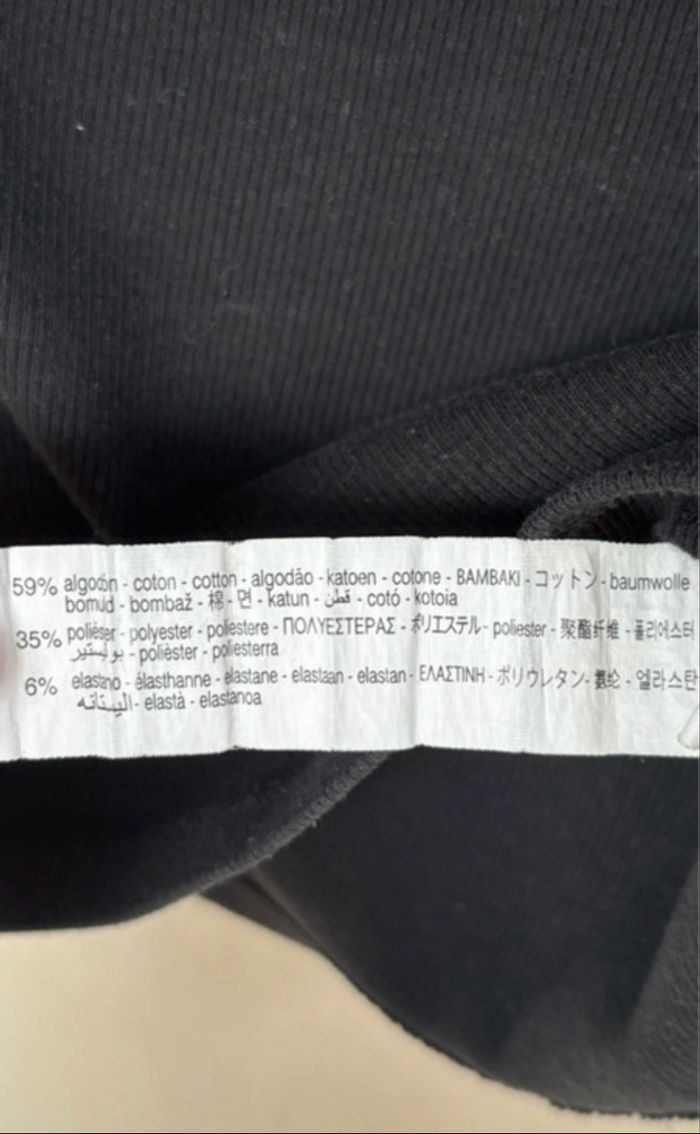 59% algodón - coton - cotton - algodão - katoen - cotone - ΒΑΜΒΑΚΙ - コットン - baumwolle
bomuld - bombaž - 棉 - 면 - katun - قطن - cotó - kotoia
35% poliéster - polyester - poliestere - ΠΟΛΥΕΣΤΕΡΑΣ - ポリエステル - poliester - 聚酯纤维 - 폴리에스터
بوليستير - polièster - poliesterra
6% elastano - élasthanne - elastane - elastaan - elastan - ΕΛΑΣΤΙΝΗ - ポリウレタン - 氨纶 - 엘라스탄
اليستانه - elastà - elastanoa